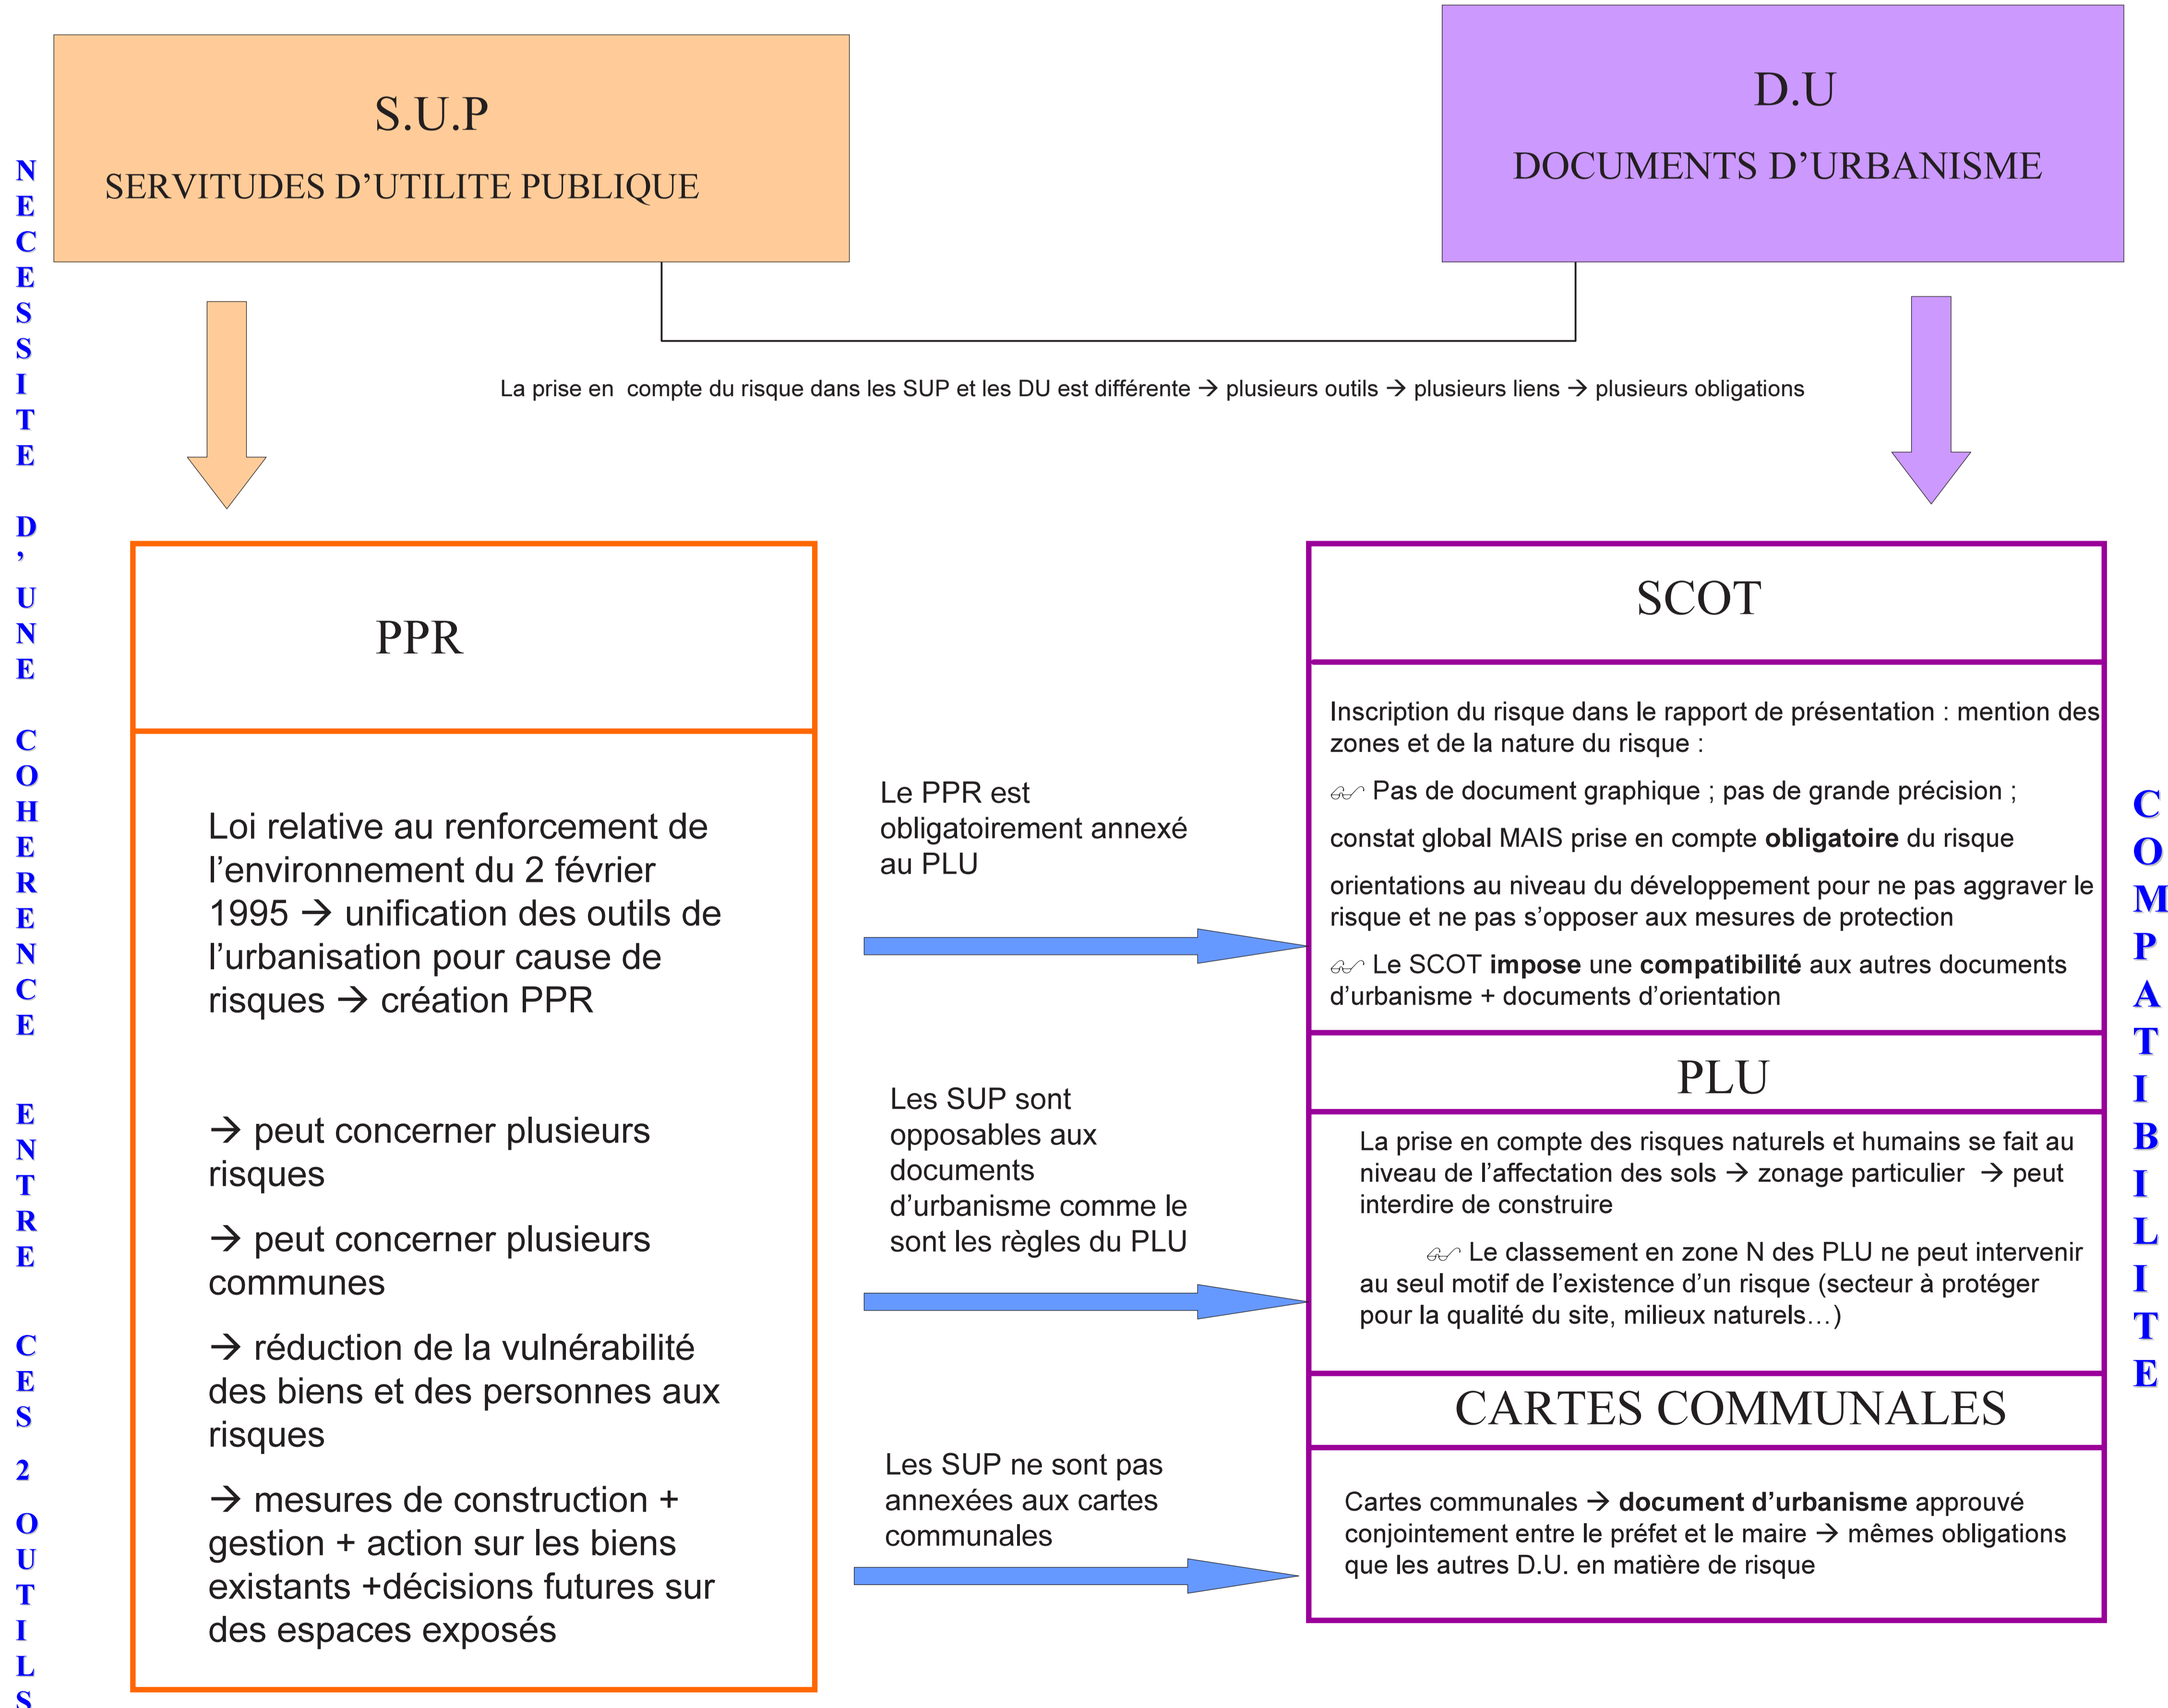 S.U.P
SERVITUDES D’UTILITE PUBLIQUE
D.U
DOCUMENTS D’URBANISME
NECESSITE D’UNE COHERENCE ENTRE CES 2 OUTILS
La prise en compte du risque dans les SUP et les DU est différente → plusieurs outils → plusieurs liens → plusieurs obligations
PPR
Loi relative au renforcement de
l’environnement du 2 février
1995 → unification des outils de
l’urbanisation pour cause de
risques → création PPR
→ peut concerner plusieurs
risques
→ peut concerner plusieurs
communes
→ réduction de la vulnérabilité
des biens et des personnes aux
risques
→ mesures de construction +
gestion + action sur les biens
existants +décisions futures sur
des espaces exposés
Le PPR est
obligatoirement annexé
au PLU
Les SUP sont
opposables aux
documents
d’urbanisme comme le
sont les règles du PLU
Les SUP ne sont pas
annexées aux cartes
communales
SCOT
Inscription du risque dans le rapport de présentation : mention des
zones et de la nature du risque :
Pas de document graphique ; pas de grande précision ;
constat global MAIS prise en compte obligatoire du risque
orientations au niveau du développement pour ne pas aggraver le
risque et ne pas s’opposer aux mesures de protection
Le SCOT impose une compatibilité aux autres documents
d’urbanisme + documents d’orientation
PLU
La prise en compte des risques naturels et humains se fait au
niveau de l’affectation des sols → zonage particulier → peut
interdire de construire
Le classement en zone N des PLU ne peut intervenir
au seul motif de l’existence d’un risque (secteur à protéger
pour la qualité du site, milieux naturels…)
CARTES COMMUNALES
Cartes communales → document d’urbanisme approuvé
conjointement entre le préfet et le maire → mêmes obligations
que les autres D.U. en matière de risque
COMPATIBILITE